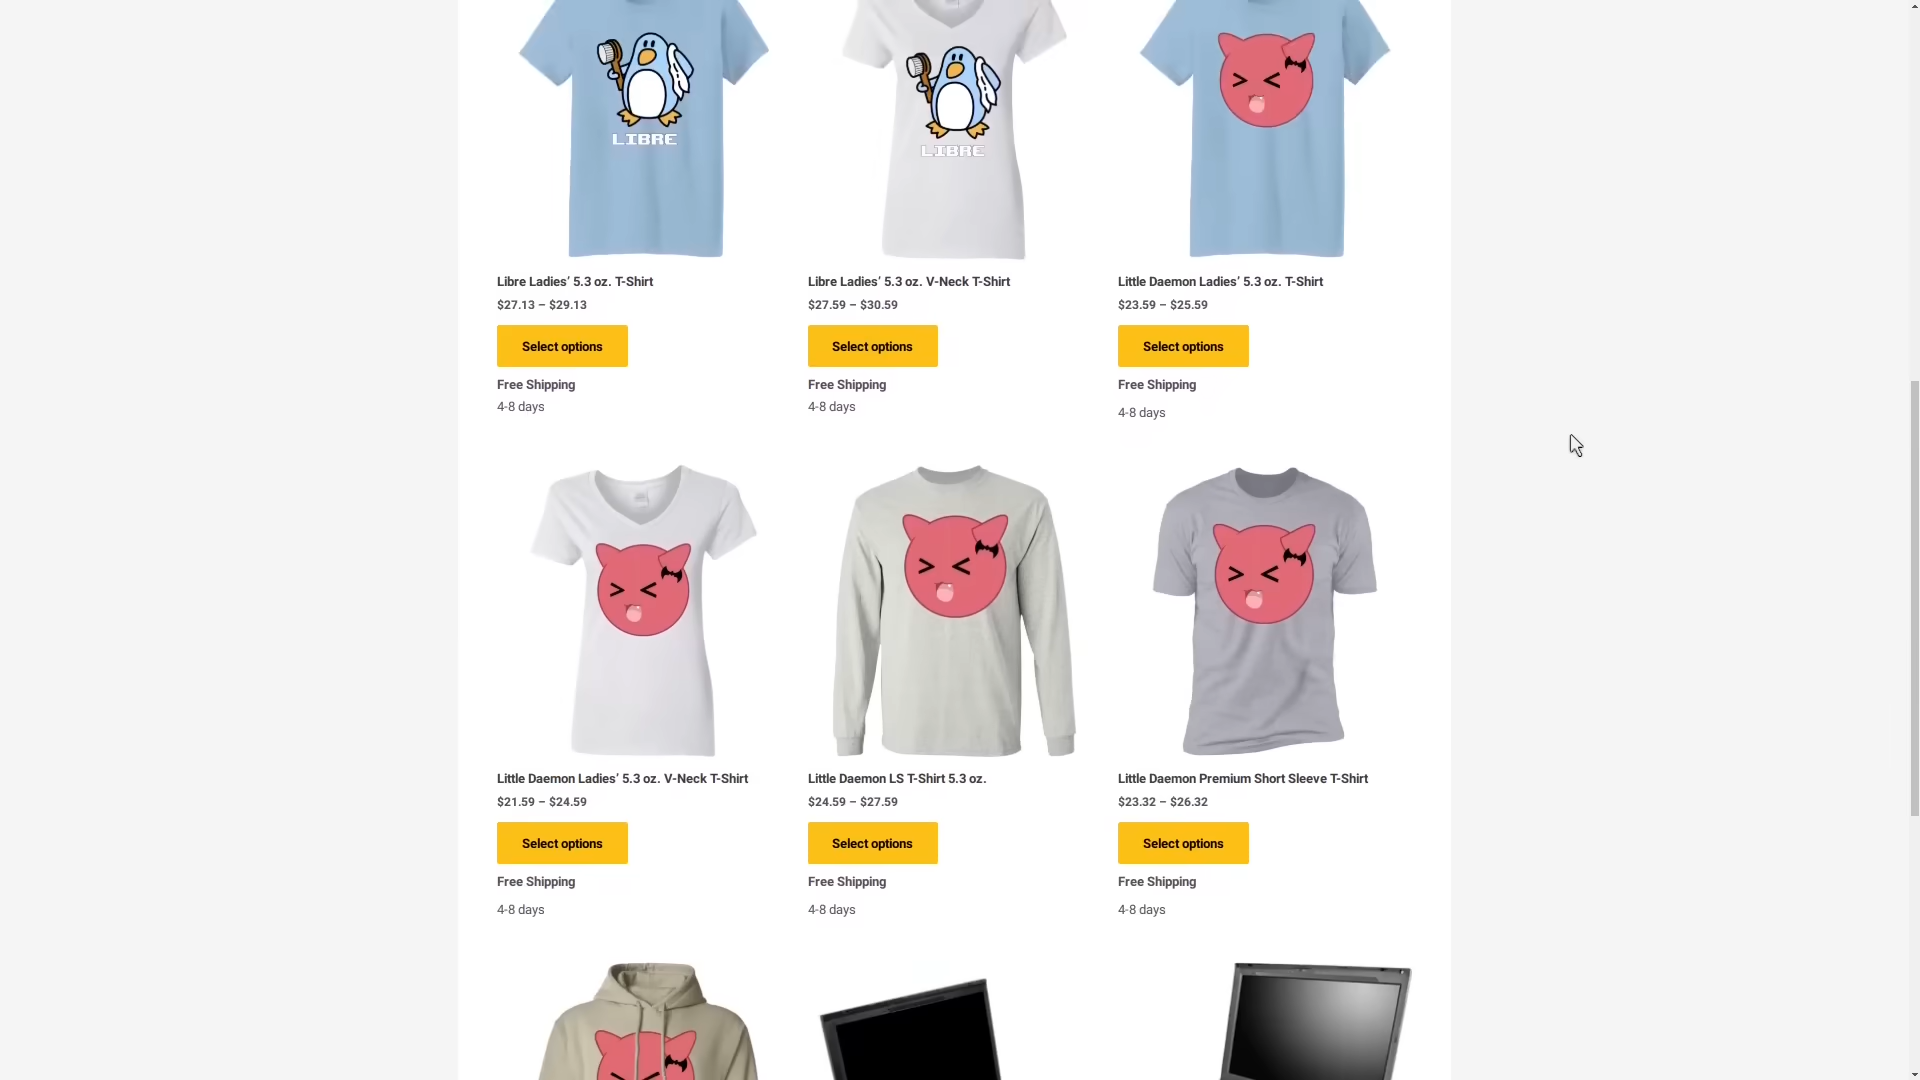 LIBRE
LIBRE
Libre Ladies’ 5.3 oz. T-Shirt
$27.13 – $29.13
Select options
Free Shipping
4-8 days
Libre Ladies’ 5.3 oz. V-Neck T-Shirt
$27.59 – $30.59
Select options
Free Shipping
4-8 days
Little Daemon Ladies’ 5.3 oz. T-Shirt
$23.59 – $25.59
Select options
Free Shipping
4-8 days
Little Daemon Ladies’ 5.3 oz. V-Neck T-Shirt
$21.59 – $24.59
Select options
Free Shipping
4-8 days
Little Daemon LS T-Shirt 5.3 oz.
$24.59 – $27.59
Select options
Free Shipping
4-8 days
Little Daemon Premium Short Sleeve T-Shirt
$23.32 – $26.32
Select options
Free Shipping
4-8 days